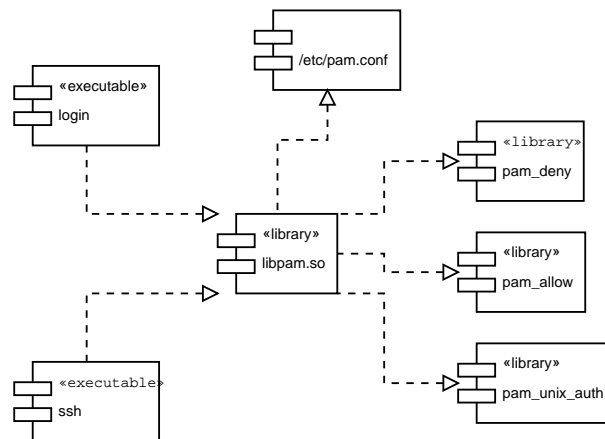 /etc/pam.conf
«executable»
login
«library»
pam_deny
«library»
libpam.so
«library»
pam_allow
«executable»
ssh
«library»
pam_unix_auth